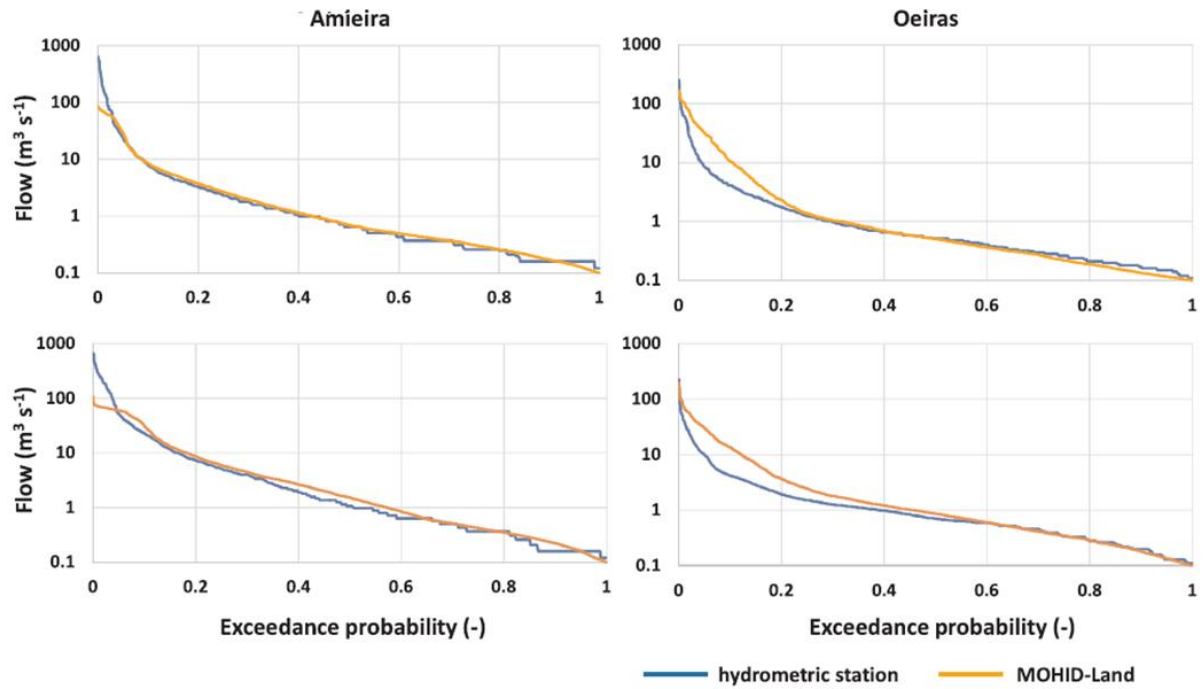 Amieira
Oeiras
Flow (m³ s⁻¹)
1000
100
10
1
0.1
0 0.2 0.4 0.6 0.8 1
1000
100
10
1
0.1
0 0.2 0.4 0.6 0.8 1
Flow (m³ s⁻¹)
1000
100
10
1
0.1
0 0.2 0.4 0.6 0.8 1
Exceedance probability (-)
1000
100
10
1
0.1
0 0.2 0.4 0.6 0.8 1
Exceedance probability (-)
hydrometric station
MOHID-Land